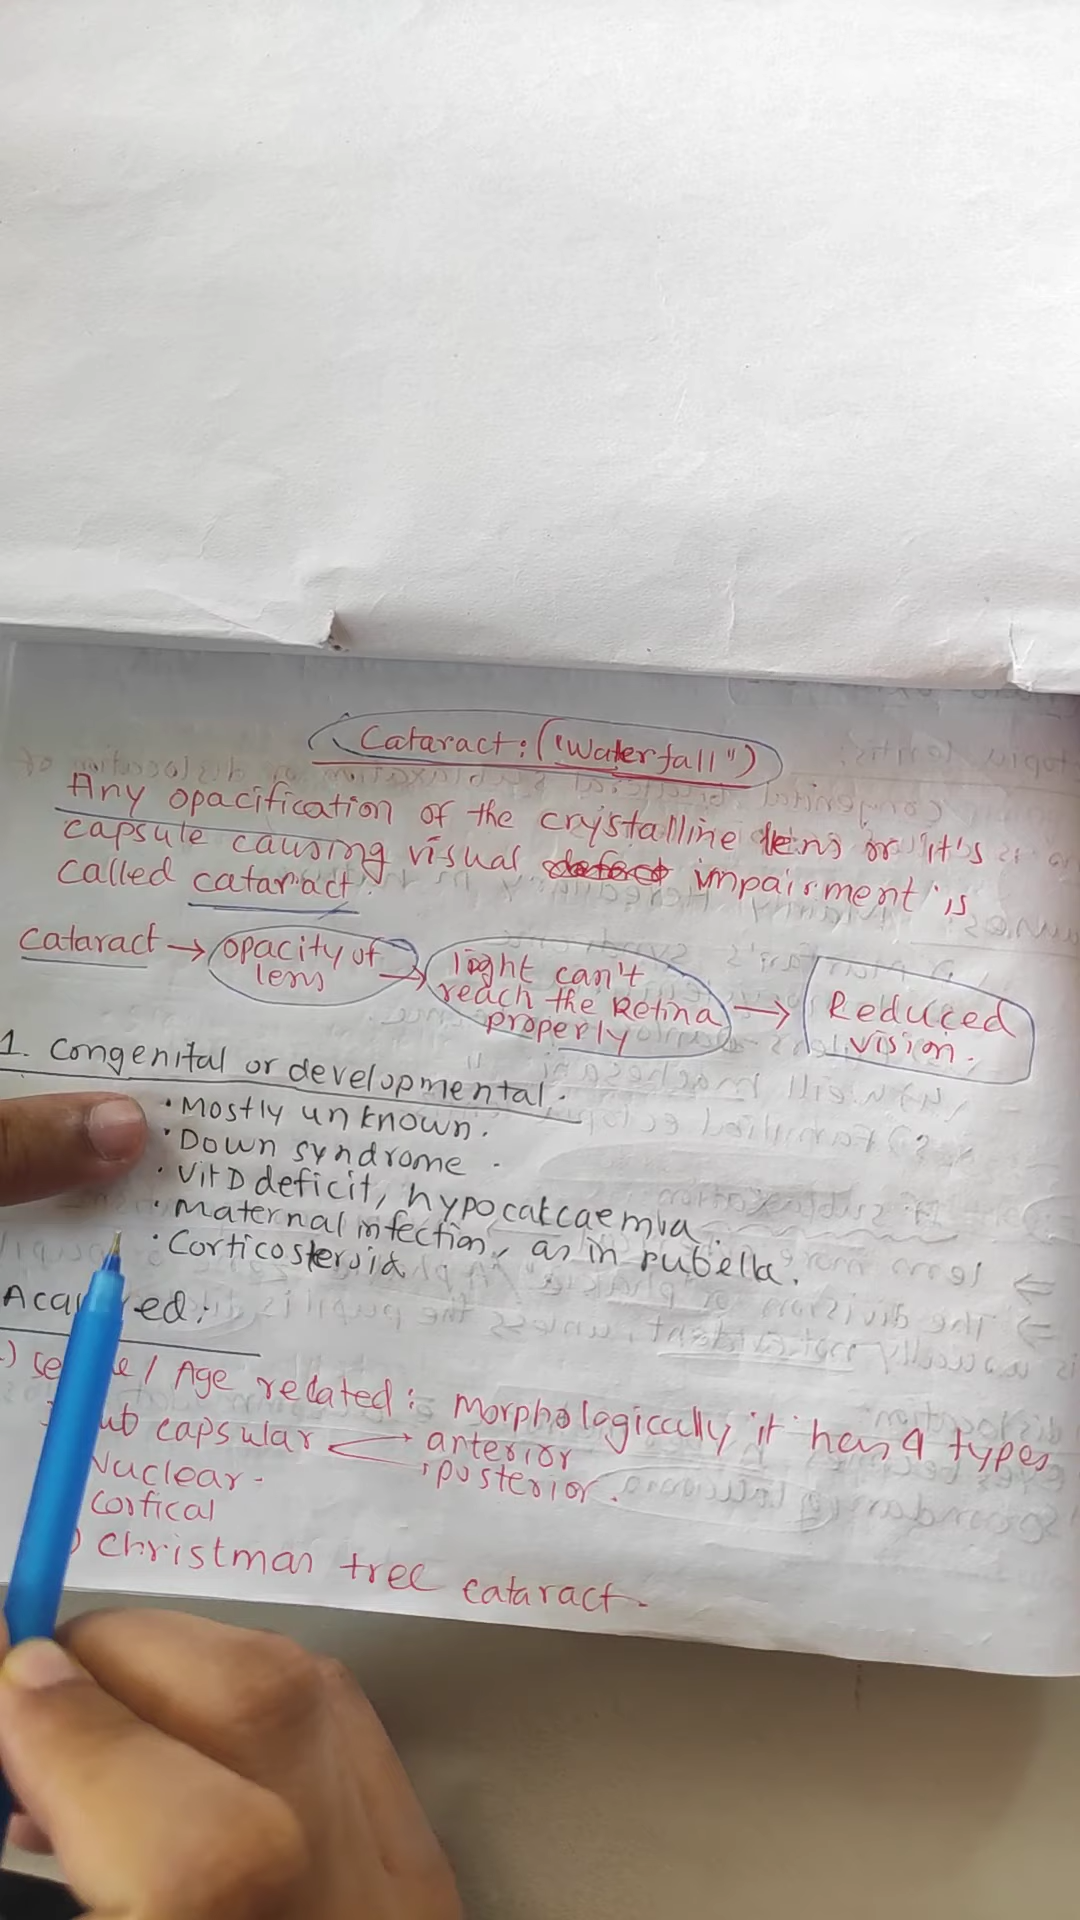 Cataract: ("Waterfall")
Any opacification of the crystalline lens or it's
capsule causing visual impairment is
called cataract.
Cataract → opacity of lens → light can't reach the Retina properly → Reduced vision.
1. Congenital or developmental.
• Mostly unknown.
• Down syndrome.
• Vit D deficit, hypocalcaemia.
• Maternal infection, as in rubella.
• Corticosteroid
/ Age related: Morphologically it has 4 types
capsular
anterior
posterior.
Nuclear
Cortical
) Christman tree cataract.